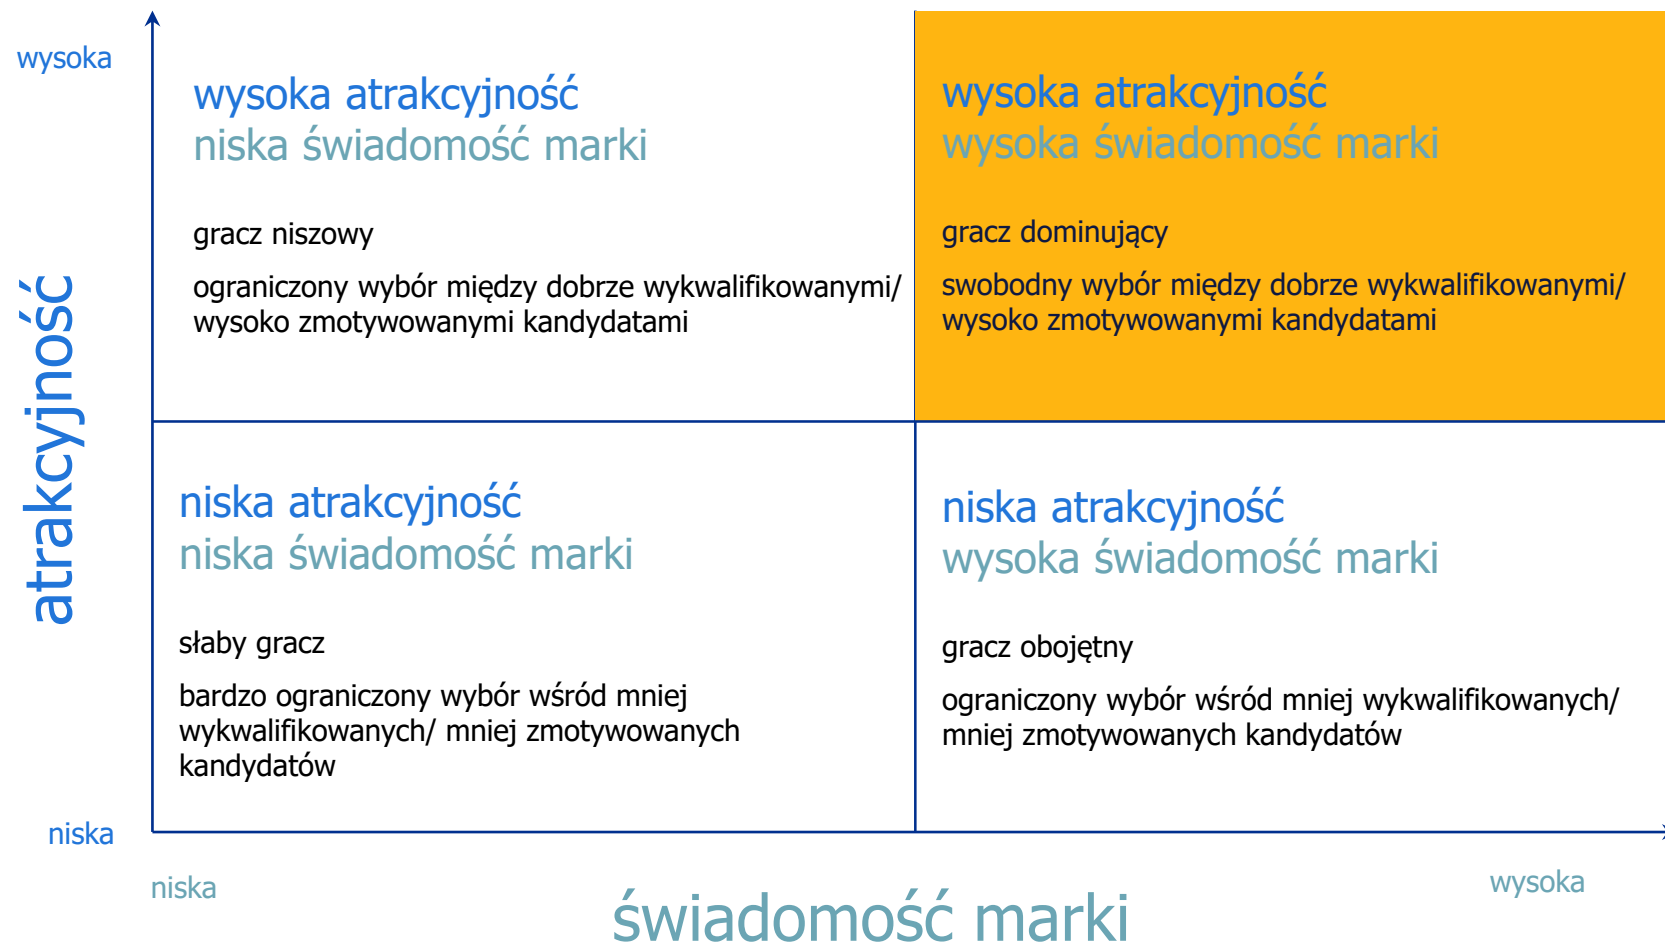 wysoka
wysoka atrakcyjność
niska świadomość marki
gracz niszowy
ograniczony wybór między dobrze wykwalifikowanymi/
wysoko zmotywowanymi kandydatami
wysoka atrakcyjność
wysoka świadomość marki
gracz dominujący
swobodny wybór między dobrze wykwalifikowanymi/
wysoko zmotywowanymi kandydatami
atrakcyjność
niska atrakcyjność
niska świadomość marki
słaby gracz
bardzo ograniczony wybór wśród mniej
wykwalifikowanych/ mniej zmotywowanych
kandydatów
niska atrakcyjność
wysoka świadomość marki
gracz obojętny
ograniczony wybór wśród mniej wykwalifikowanych/
mniej zmotywowanych kandydatów
niska
niska
świadomość marki
wysoka